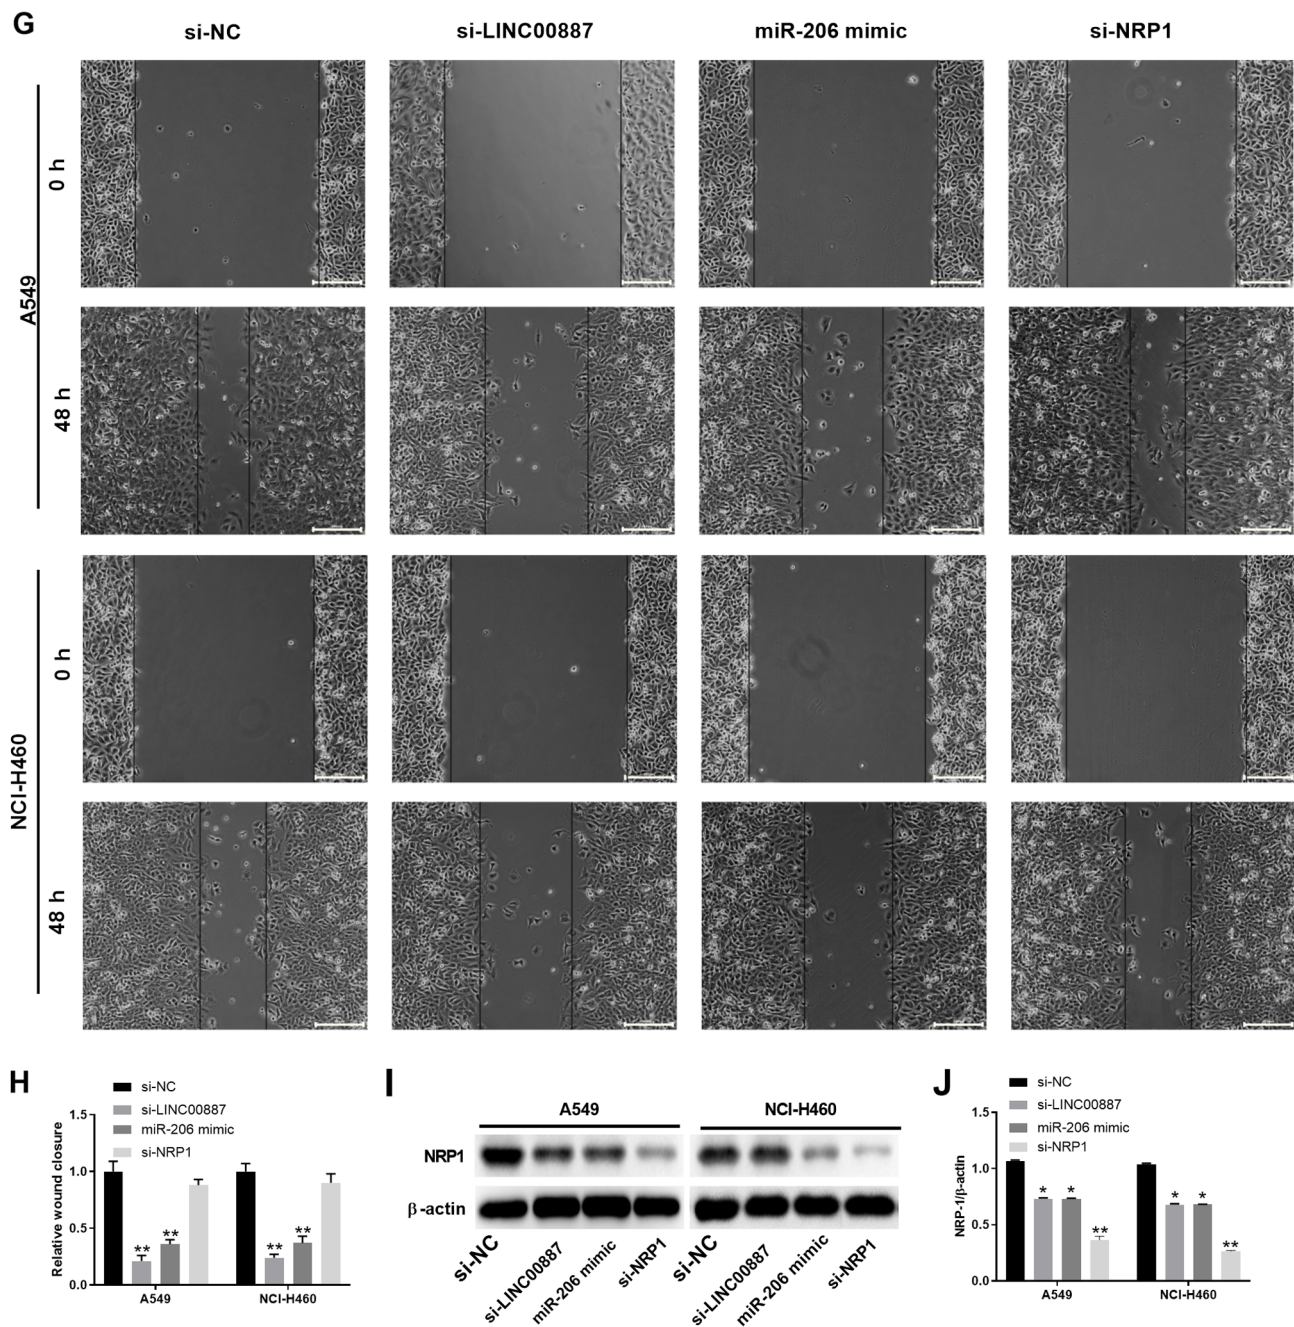 G
si-NC si-LINC00887 miR-206 mimic si-NRP1
A549
0 h
48 h
NCI-H460
0 h
48 h
H
si-NC
si-LINC00887
miR-206 mimic
si-NRP1
Relative wound closure
1.5
1.0
0.5
0.0
** ** ** **
A549 NCI-H460
I
A549 NCI-H460
NRP1
β-actin
si-NC si-LINC00887 miR-206 mimic si-NRP1 si-NC si-LINC00887 miR-206 mimic si-NRP1
J
si-NC
si-LINC00887
miR-206 mimic
si-NRP1
NRP-1/β-actin
1.5
1.0
0.5
0.0
* * ** * * **
A549 NCI-H460